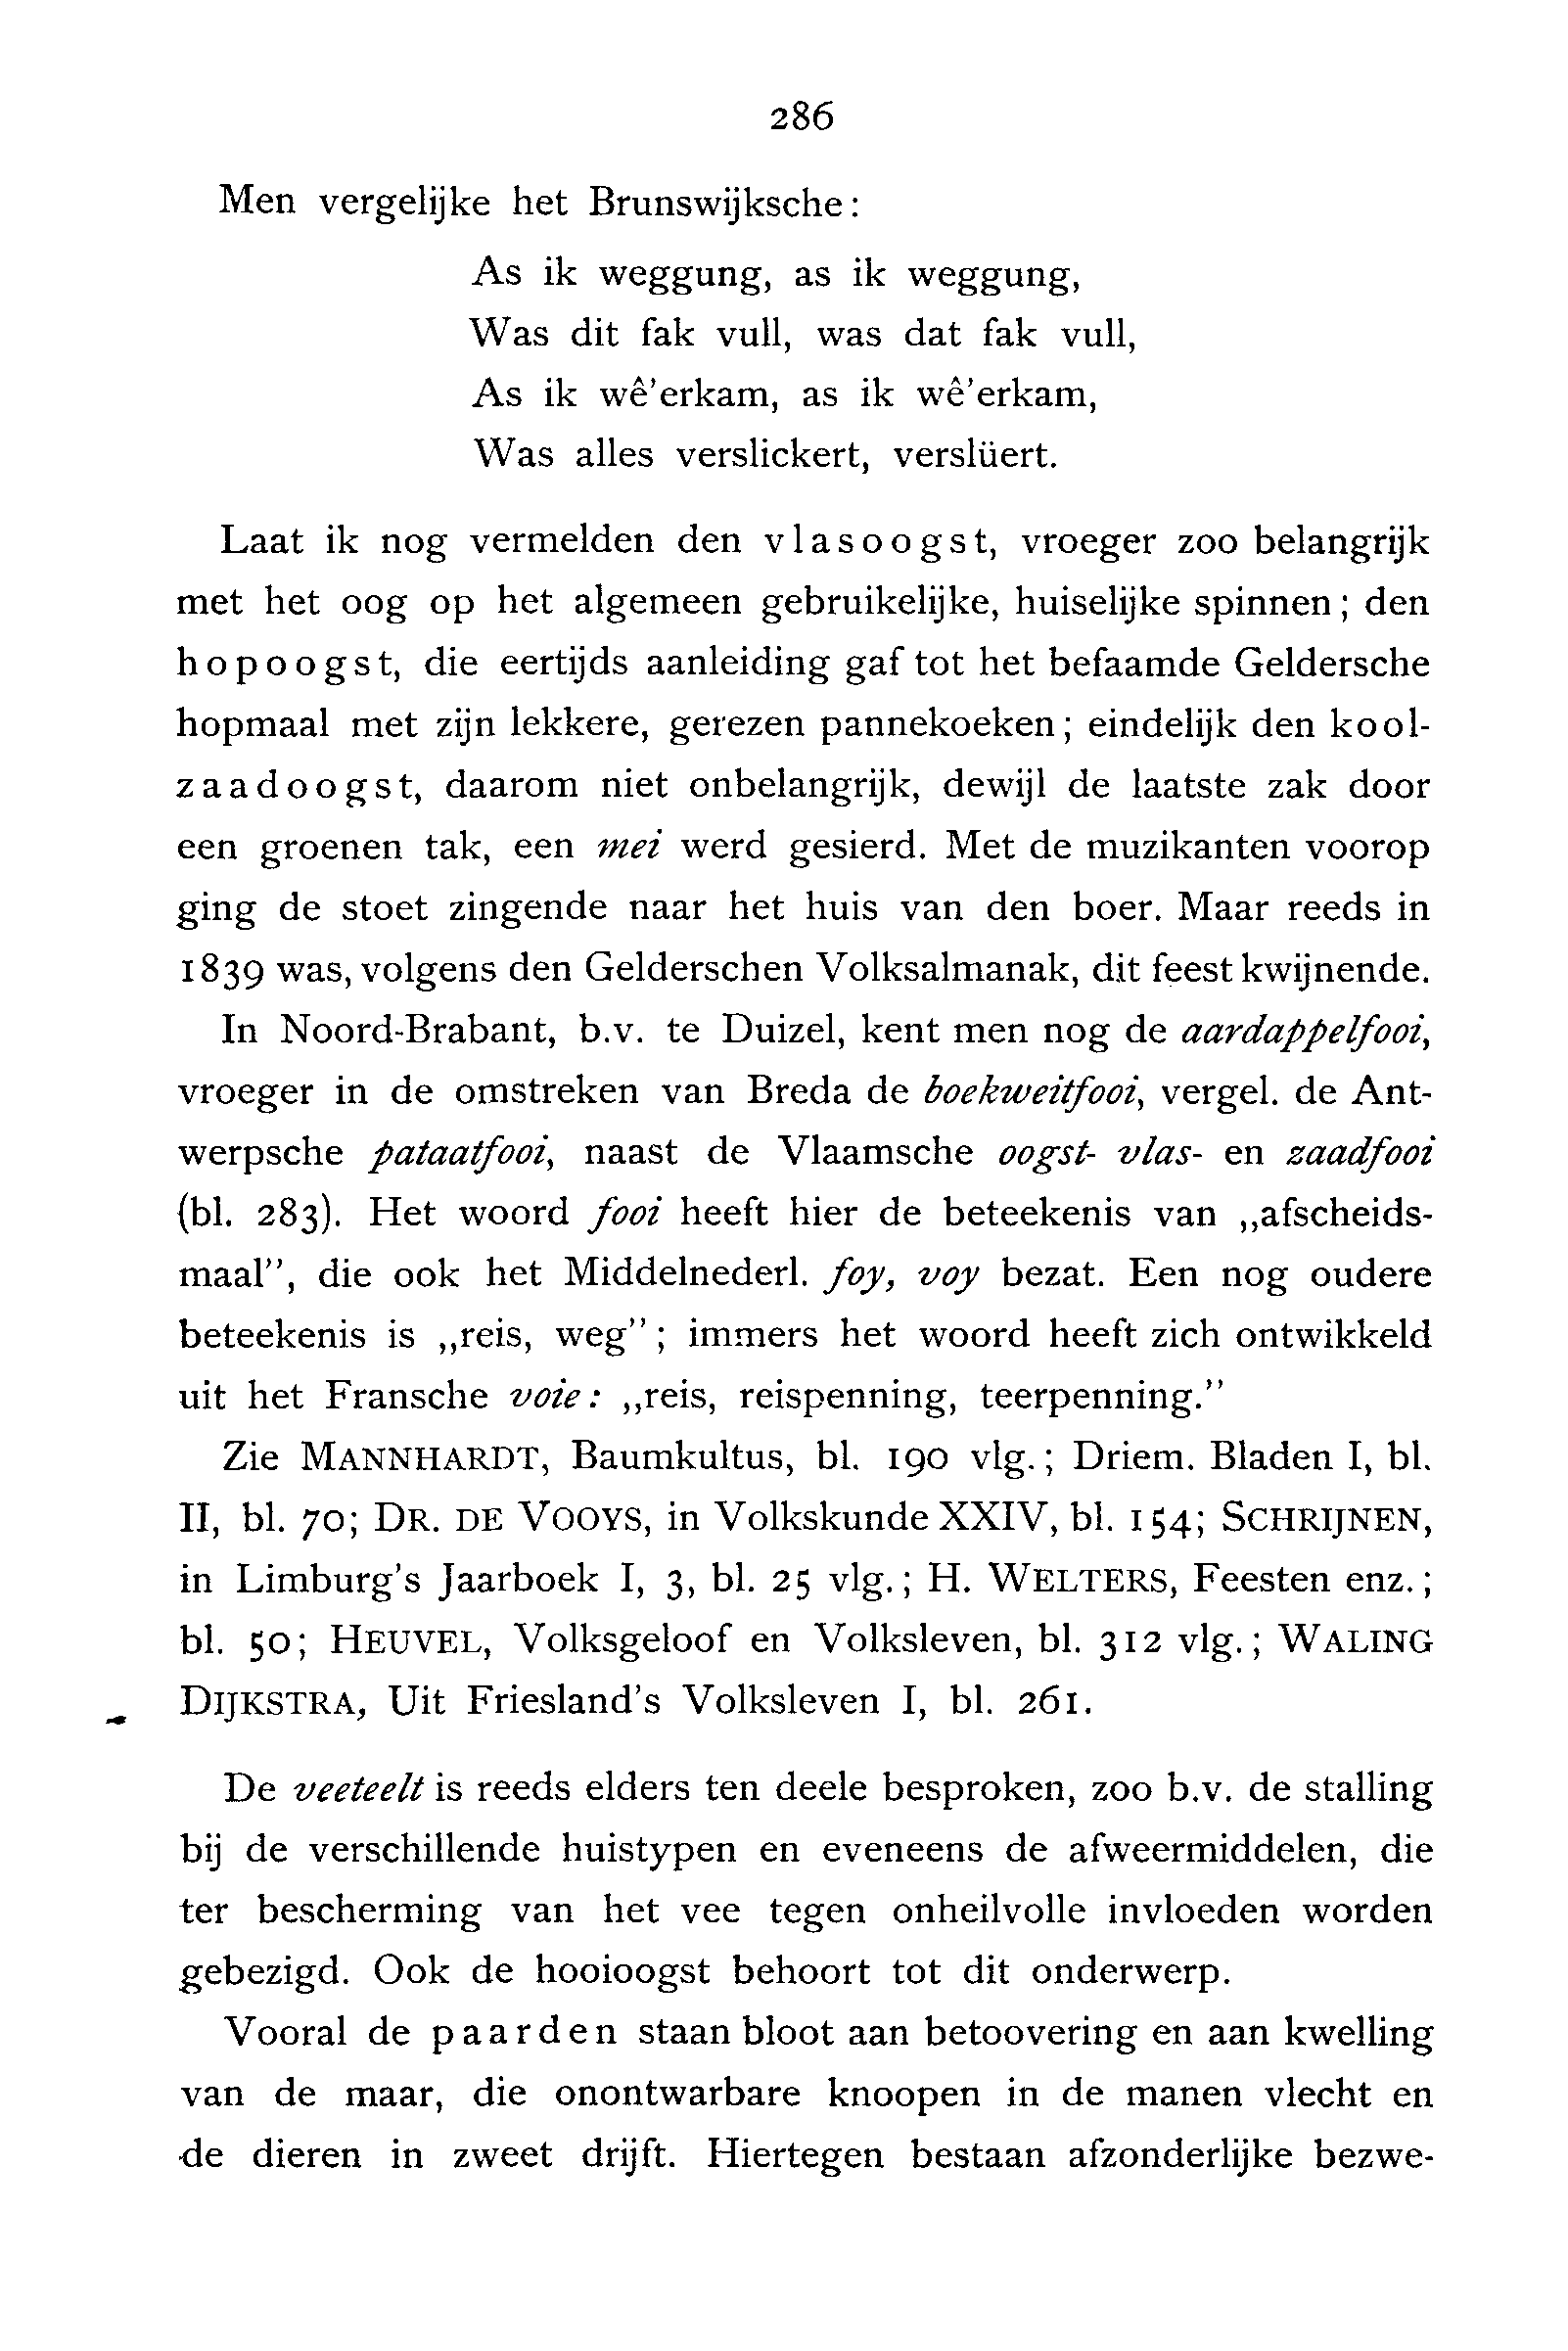 286
Men vergelijke het Brunswijksche:
As ik weggung, as ik weggung,
Was dit fak vull, was dat fak vull,
As ik wê’erkam, as ik wê’erkam,
Was alles verslickert, verslüert.
Laat ik nog vermelden den vlasoogst, vroeger zoo belangrijk
met het oog op het algemeen gebruikelijke, huiselijke spinnen; den
hopoogst, die eertijds aanleiding gaf tot het befaamde Geldersche
hopmaal met zijn lekkere, gerezen pannekoeken; eindelijk den kool-
zaadoogst, daarom niet onbelangrijk, dewijl de laatste zak door
een groenen tak, een mei werd gesierd. Met de muzikanten voorop
ging de stoet zingende naar het huis van den boer. Maar reeds in
1839 was, volgens den Gelderschen Volksalmanak, dit feest kwijnende.
In Noord-Brabant, b.v. te Duizel, kent men nog de aardappelfooi,
vroeger in de omstreken van Breda de boekweitfooi, vergel. de Ant-
werpsche pataatfooi, naast de Vlaamsche oogst- vlas- en zaadfooi
(bl. 283). Het woord fooi heeft hier de beteekenis van „afscheids-
maal”, die ook het Middelnederl. foy, voy bezat. Een nog oudere
beteekenis is „reis, weg”; immers het woord heeft zich ontwikkeld
uit het Fransche voie: „reis, reispenning, teerpenning.”
Zie MANNHARDT, Baumkultus, bl. 190 vlg.; Driem. Bladen I, bl.
II, bl. 70; DR. DE VOOYS, in Volkskunde XXIV, bl. 154; SCHRIJNEN,
in Limburg’s Jaarboek I, 3, bl. 25 vlg.; H. WELTERS, Feesten enz.;
bl. 50; HEUVEL, Volksgeloof en Volksleven, bl. 312 vlg.; WALING
DIJKSTRA, Uit Friesland’s Volksleven I, bl. 261.
De veeteelt is reeds elders ten deele besproken, zoo b.v. de stalling
bij de verschillende huistypen en eveneens de afweermiddelen, die
ter bescherming van het vee tegen onheilvolle invloeden worden
gebezigd. Ook de hooioogst behoort tot dit onderwerp.
Vooral de paarden staan bloot aan betoovering en aan kwelling
van de maar, die onontwarbare knoopen in de manen vlecht en
de dieren in zweet drijft. Hiertegen bestaan afzonderlijke bezwe-